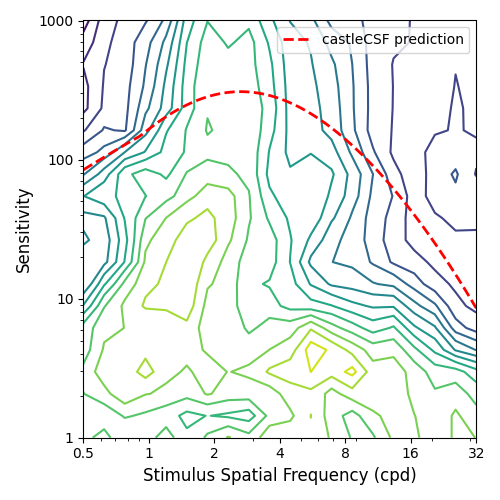 1000
castleCSF prediction
100
10
1
Sensitivity
0.5 1 2 4 8 16 32
Stimulus Spatial Frequency (cpd)